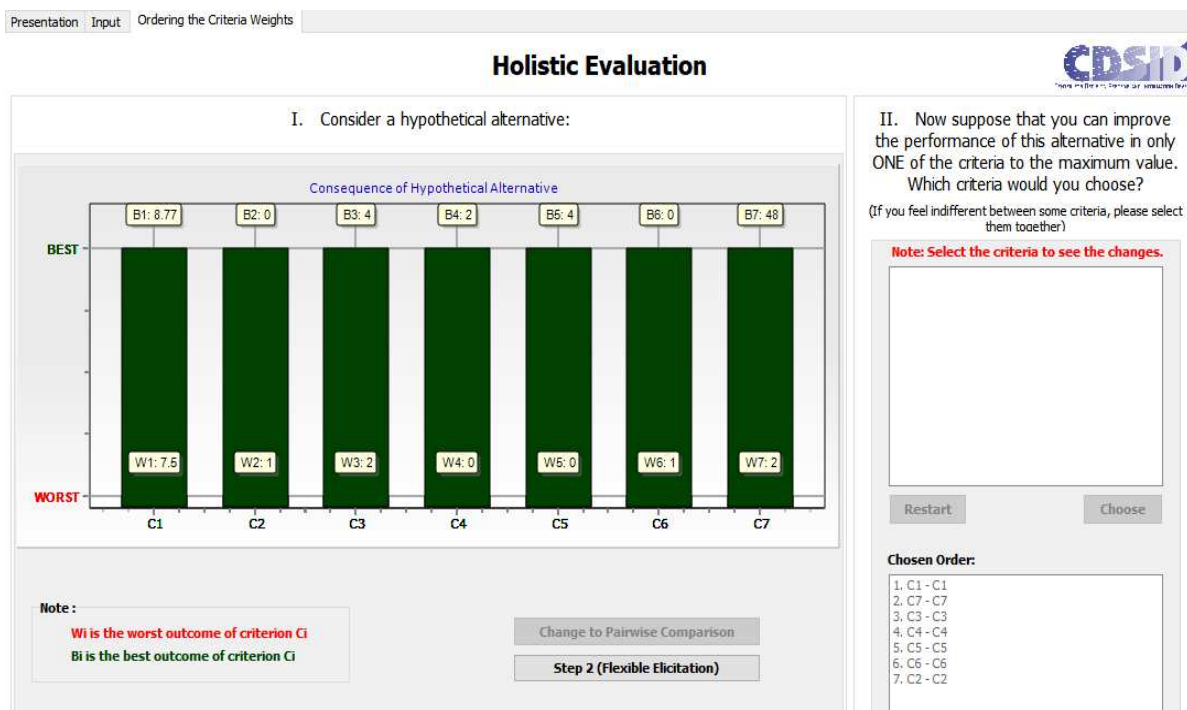 Presentation Input Ordering the Criteria Weights
Holistic Evaluation
CDSID
I. Consider a hypothetical alternative:
Consequence of Hypothetical Alternative
B1: 8.77 B2: 0 B3: 4 B4: 2 B5: 4 B6: 0 B7: 48
BEST
W1: 7.5 W2: 1 W3: 2 W4: 0 W5: 0 W6: 1 W7: 2
WORST
C1 C2 C3 C4 C5 C6 C7
Note :
Wi is the worst outcome of criterion Ci
Bi is the best outcome of criterion Ci
Change to Pairwise Comparison
Step 2 (Flexible Elicitation)
II. Now suppose that you can improve
the performance of this alternative in only
ONE of the criteria to the maximum value.
Which criteria would you choose?
(If you feel indifferent between some criteria, please select
them together)
Note: Select the criteria to see the changes.
Restart Choose
Chosen Order:
1. C1 - C1
2. C7 - C7
3. C3 - C3
4. C4 - C4
5. C5 - C5
6. C6 - C6
7. C2 - C2